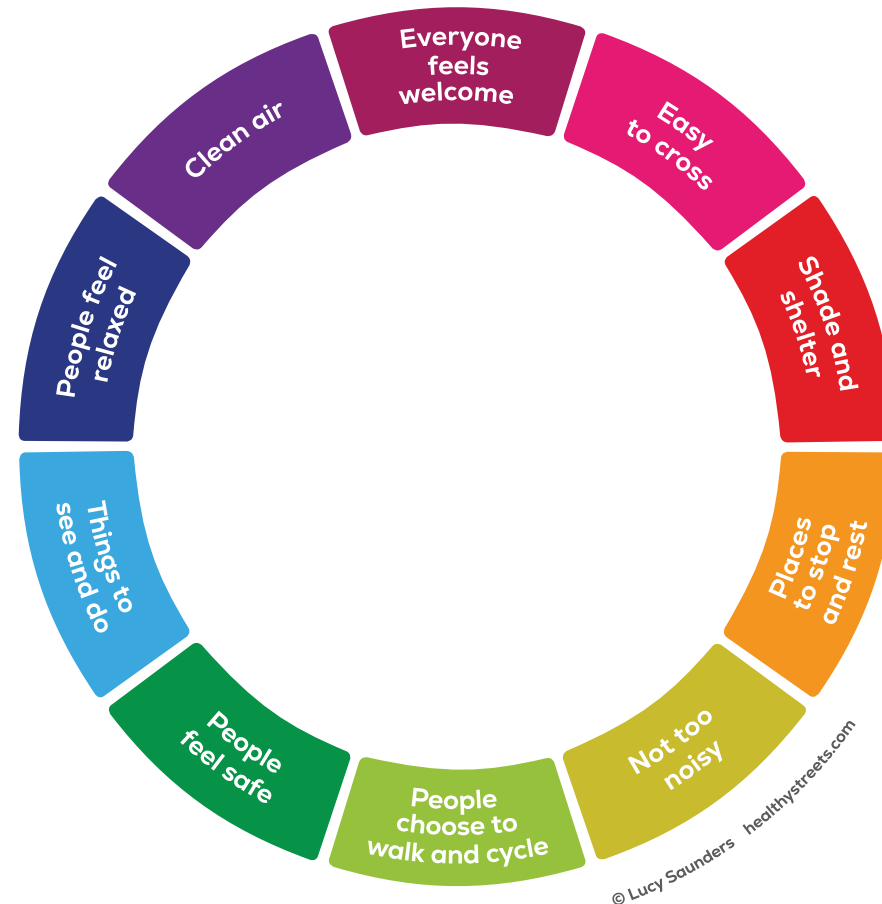 Everyone
feels
welcome
Easy
to cross
Shade and
shelter
Places
to stop
and rest
Not too
noisy
People
choose to
walk and cycle
People
feel safe
Things to
see and do
People feel
relaxed
Clean air
© Lucy Saunders healthystreets.com